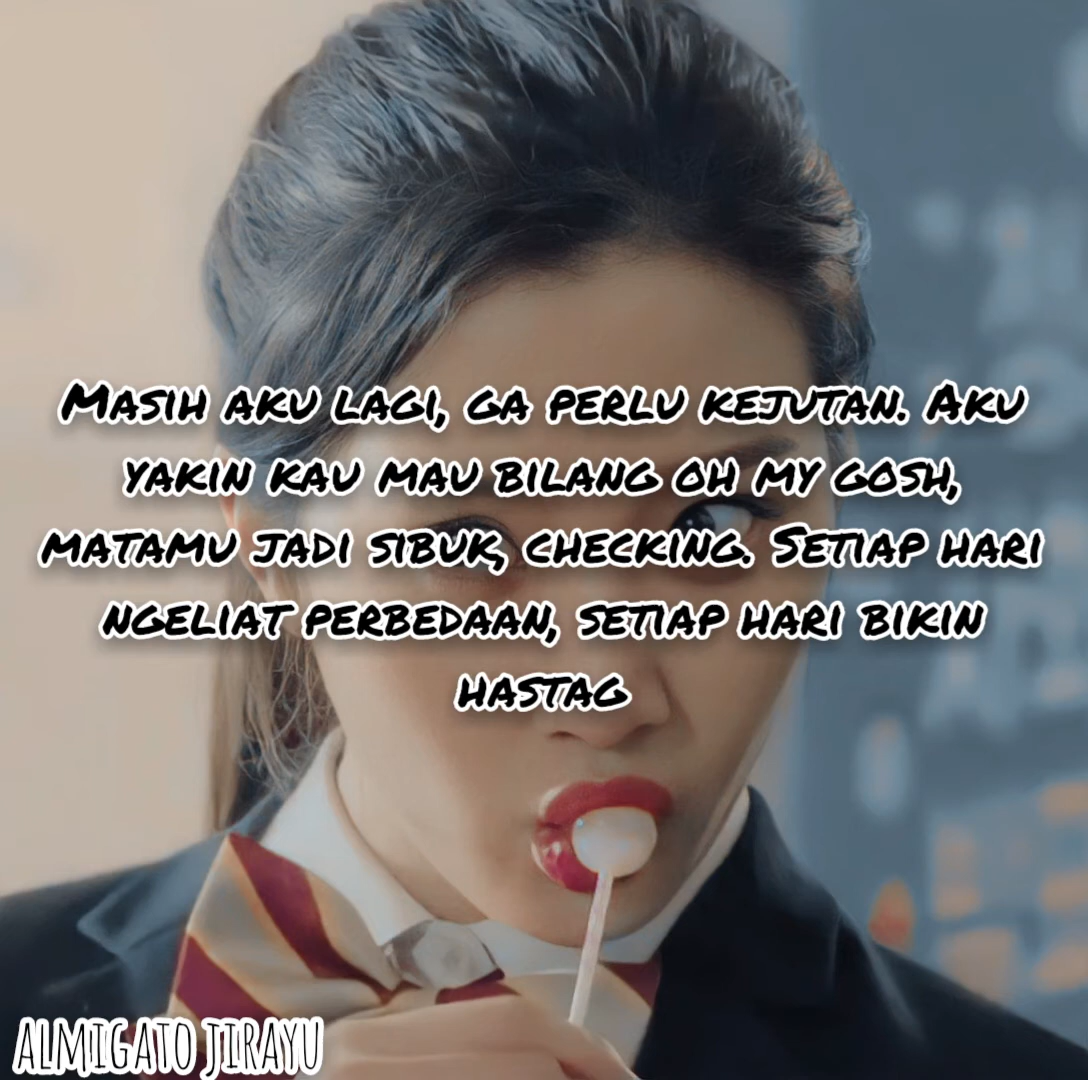 Masih aku lagi, ga perlu kejutan. Aku
yakin kau mau bilang oh my gosh,
matamu jadi sibuk, checking. Setiap hari
ngeliat perbedaan, setiap hari bikin
hastag
ALMIGATO JIRAYU